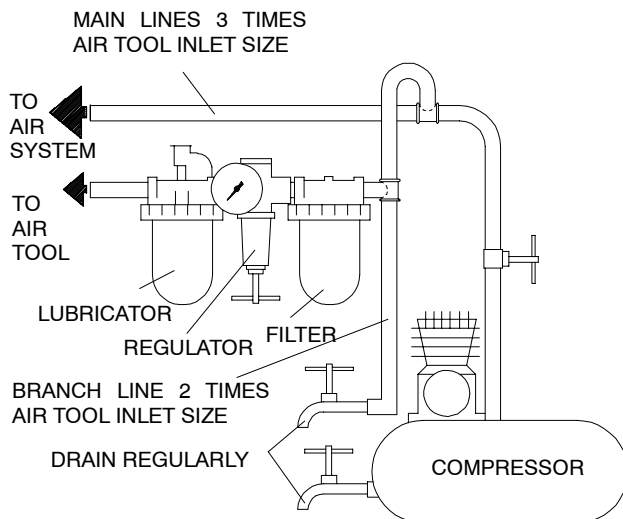 MAIN LINES 3 TIMES
AIR TOOL INLET SIZE
TO
AIR
SYSTEM
TO
AIR
TOOL
LUBRICATOR
REGULATOR
FILTER
BRANCH LINE 2 TIMES
AIR TOOL INLET SIZE
DRAIN REGULARLY
COMPRESSOR